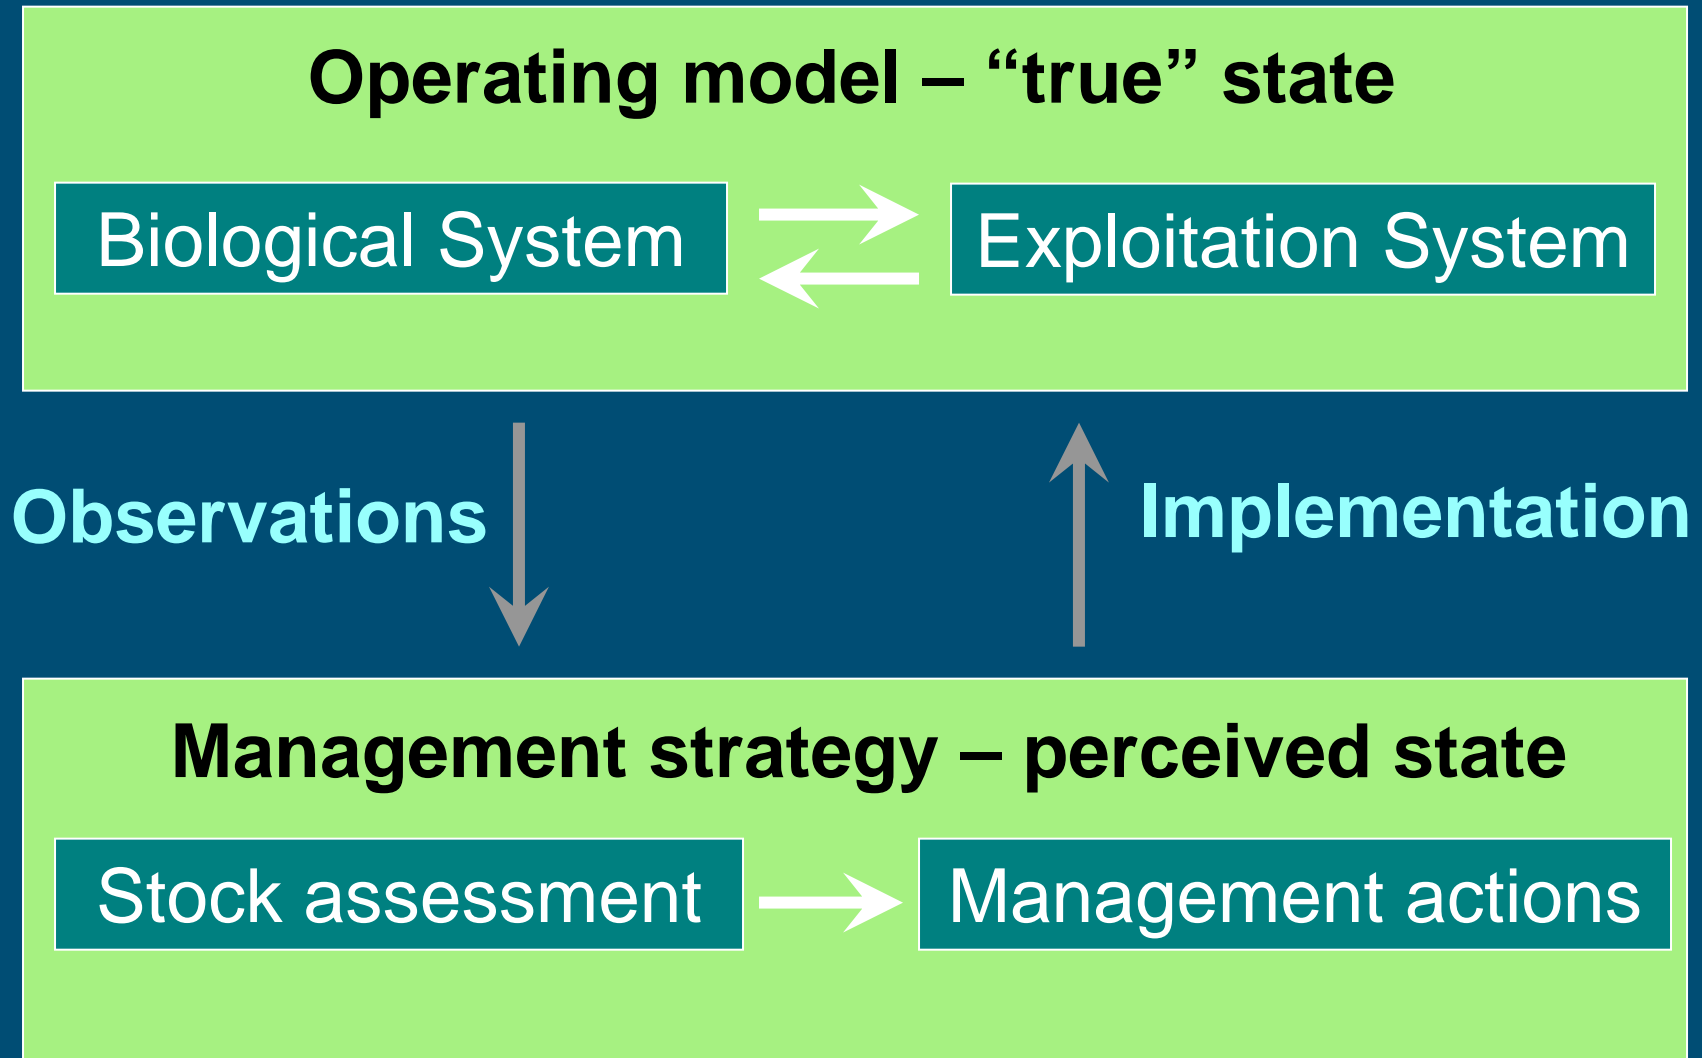 Operating model – “true” state
Biological System
Exploitation System
Observations
Implementation
Management strategy – perceived state
Stock assessment
Management actions